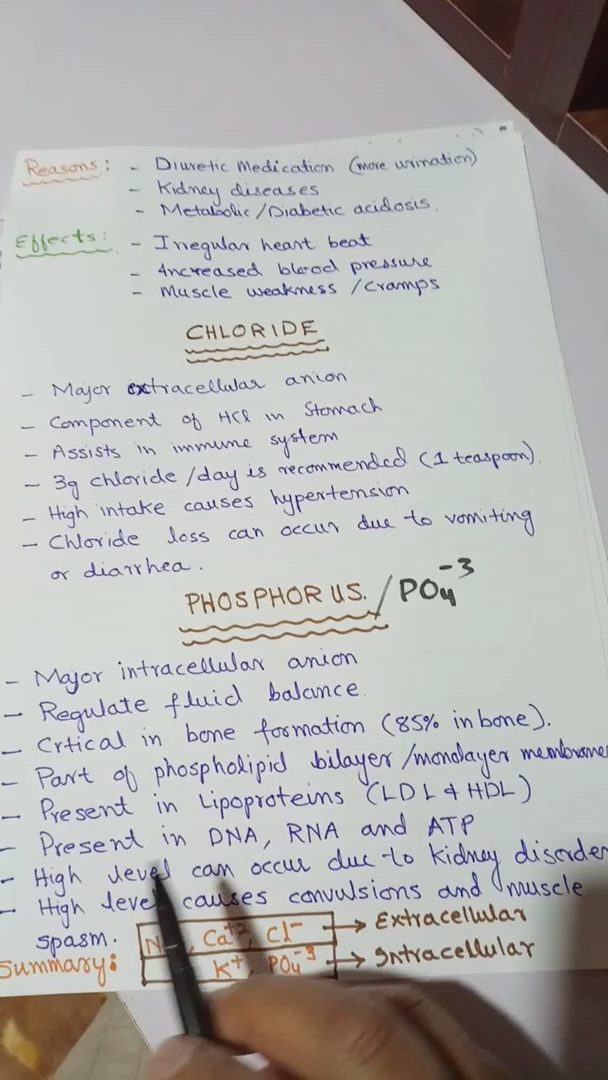 Reasons: - Diuretic Medication (more urination)
- Kidney diseases
- Metabolic/Diabetic acidosis.
Effects: - Irregular heart beat
- Increased blood pressure
- Muscle weakness/Cramps
CHLORIDE
- Major extracellular anion
- Component of HCl in Stomach
- Assists in immune system
- 3g chloride/day is recommended (1 teaspoon).
- High intake causes hypertension
- Chloride loss can occur due to vomiting
or diarrhea.
PHOSPHORUS. / PO₄⁻³
- Major intracellular anion
- Regulate fluid balance.
- Crtical in bone formation (85% in bone).
- Part of phospholipid bilayer/monolayer membrane
- Present in Lipoproteins (LDL & HDL)
- Present in DNA, RNA and ATP
- High level can occur due to kidney disorder
- High level causes convulsions and muscle
spasm.
Summary: N , Ca⁺², Cl⁻ → Extracellular
K⁺, PO₄⁻³ → Intracellular